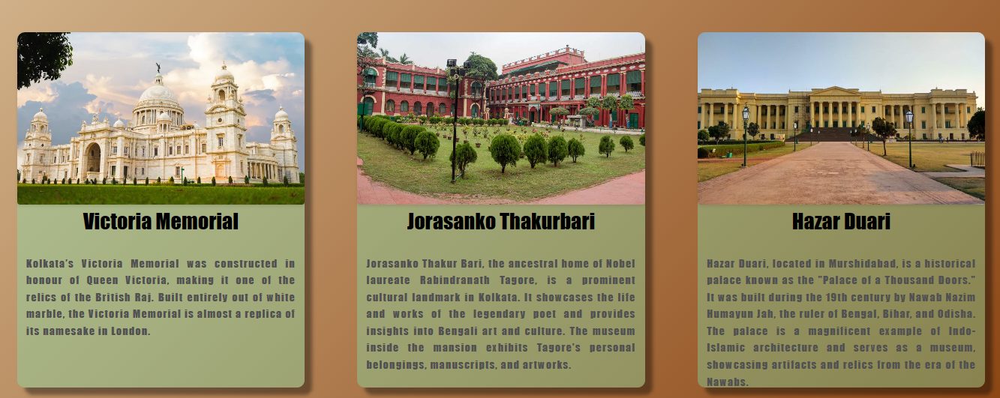 Victoria Memorial
Kolkata's Victoria Memorial was constructed in
honour of Queen Victoria, making it one of the
relics of the British Raj. Built entirely out of white
marble, the Victoria Memorial is almost a replica of
its namesake in London.
Jorasanko Thakurbari
Jorasanko Thakur Bari, the ancestral home of Nobel
laureate Rabindranath Tagore, is a prominent
cultural landmark in Kolkata. It showcases the life
and works of the legendary poet and provides
insights into Bengali art and culture. The museum
inside the mansion exhibits Tagore's personal
belongings, manuscripts, and artworks.
Hazar Duari
Hazar Duari, located in Murshidabad, is a historical
palace known as the "Palace of a Thousand Doors."
It was built during the 19th century by Nawab Nazim
Humayun Jah, the ruler of Bengal, Bihar, and Odisha.
The palace is a magnificent example of Indo-
Islamic architecture and serves as a museum,
showcasing artifacts and relics from the era of the
Nawabs.